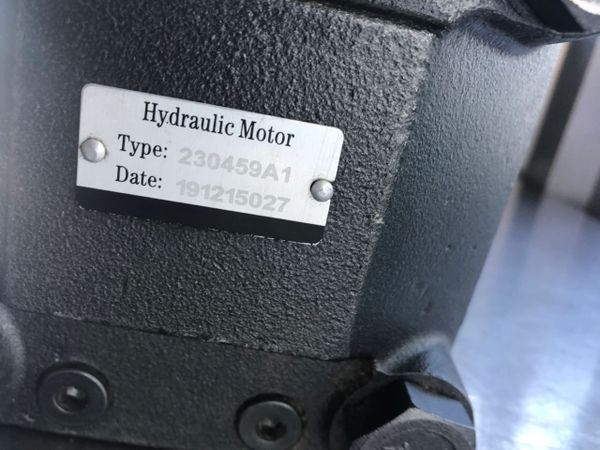 Hydraulic Motor
Type: 230459A1
Date: 191215027